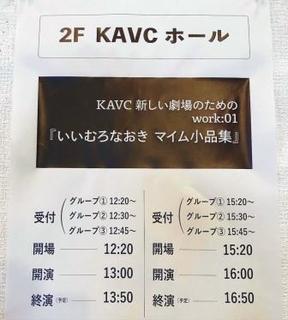 2F KAVC ホール
KAVC 新しい劇場のための
work:01
『いいむろなおき マイム小品集』
受付
グループ① 12:20〜
グループ② 12:30〜
グループ③ 12:45〜
開場 12:20
開演 13:00
終演(予定) 13:50
受付
グループ① 15:20〜
グループ② 15:30〜
グループ③ 15:45〜
開場 15:20
開演 16:00
終演(予定) 16:50